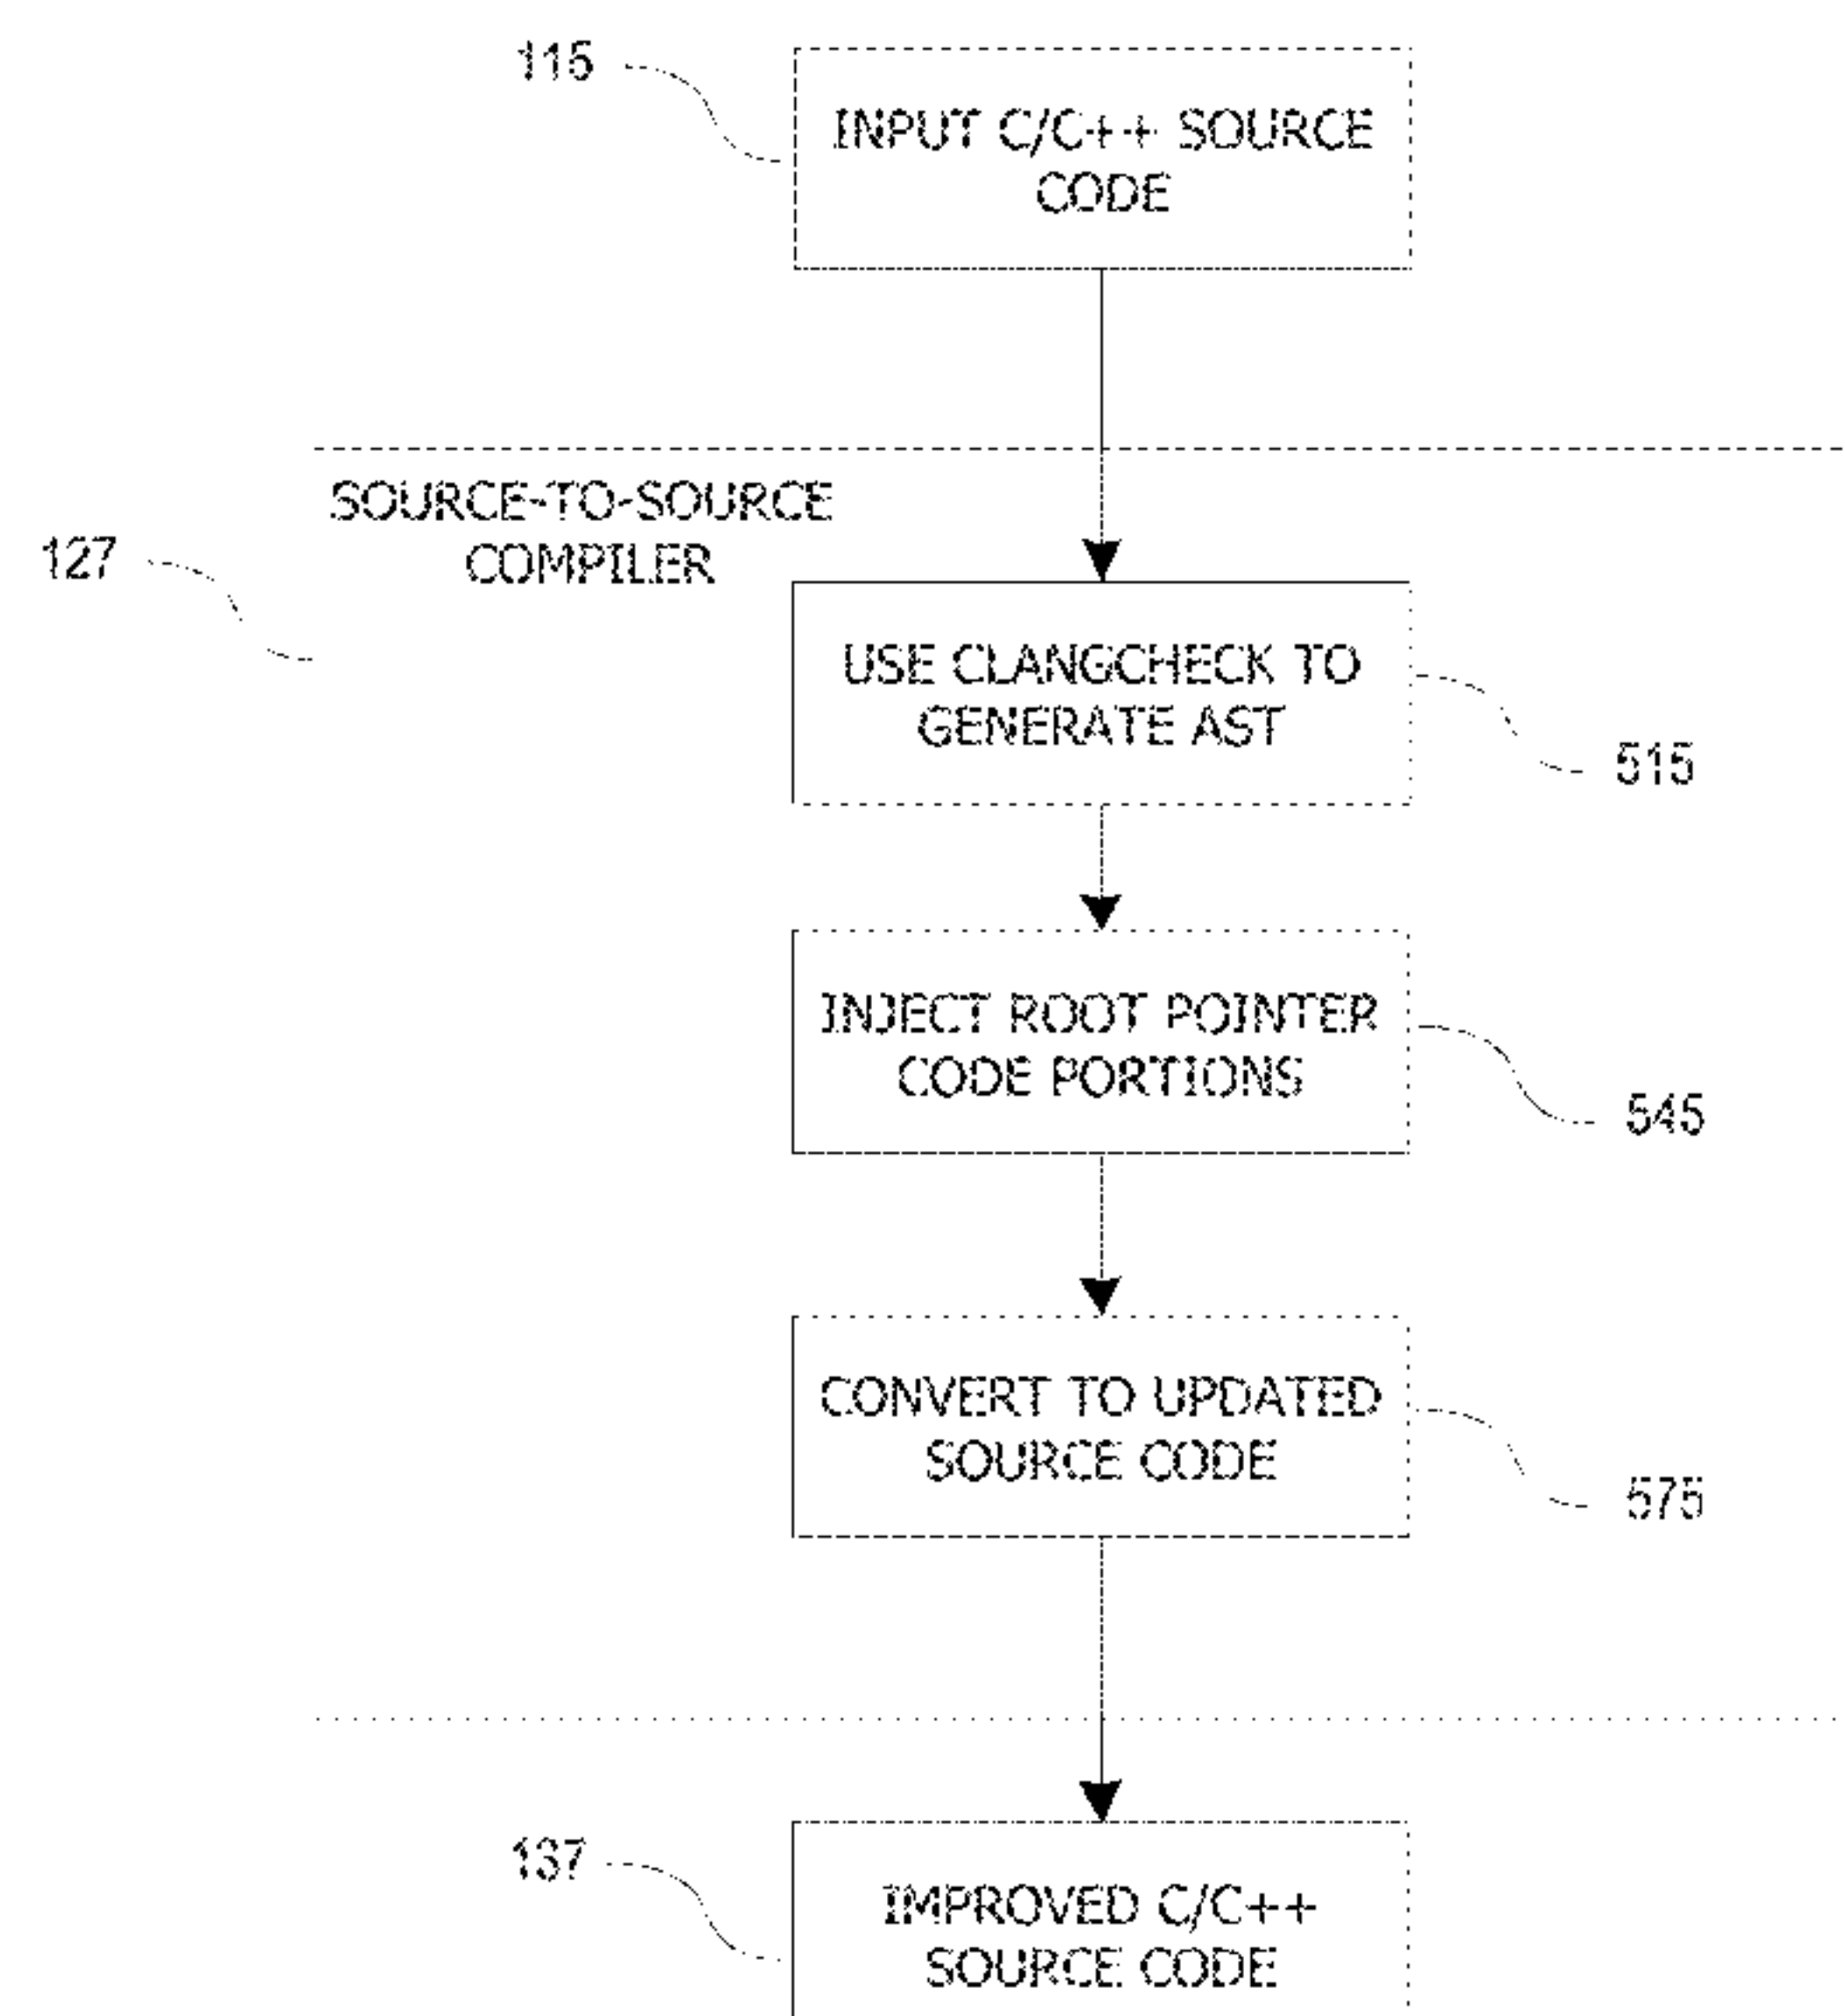 115
INPUT C/C++ SOURCE
CODE
SOURCE-TO-SOURCE
COMPILER
127
USE CLANGCHECK TO
GENERATE AST
515
INJECT ROOT POINTER
CODE PORTIONS
545
CONVERT TO UPDATED
SOURCE CODE
575
137
IMPROVED C/C++
SOURCE CODE